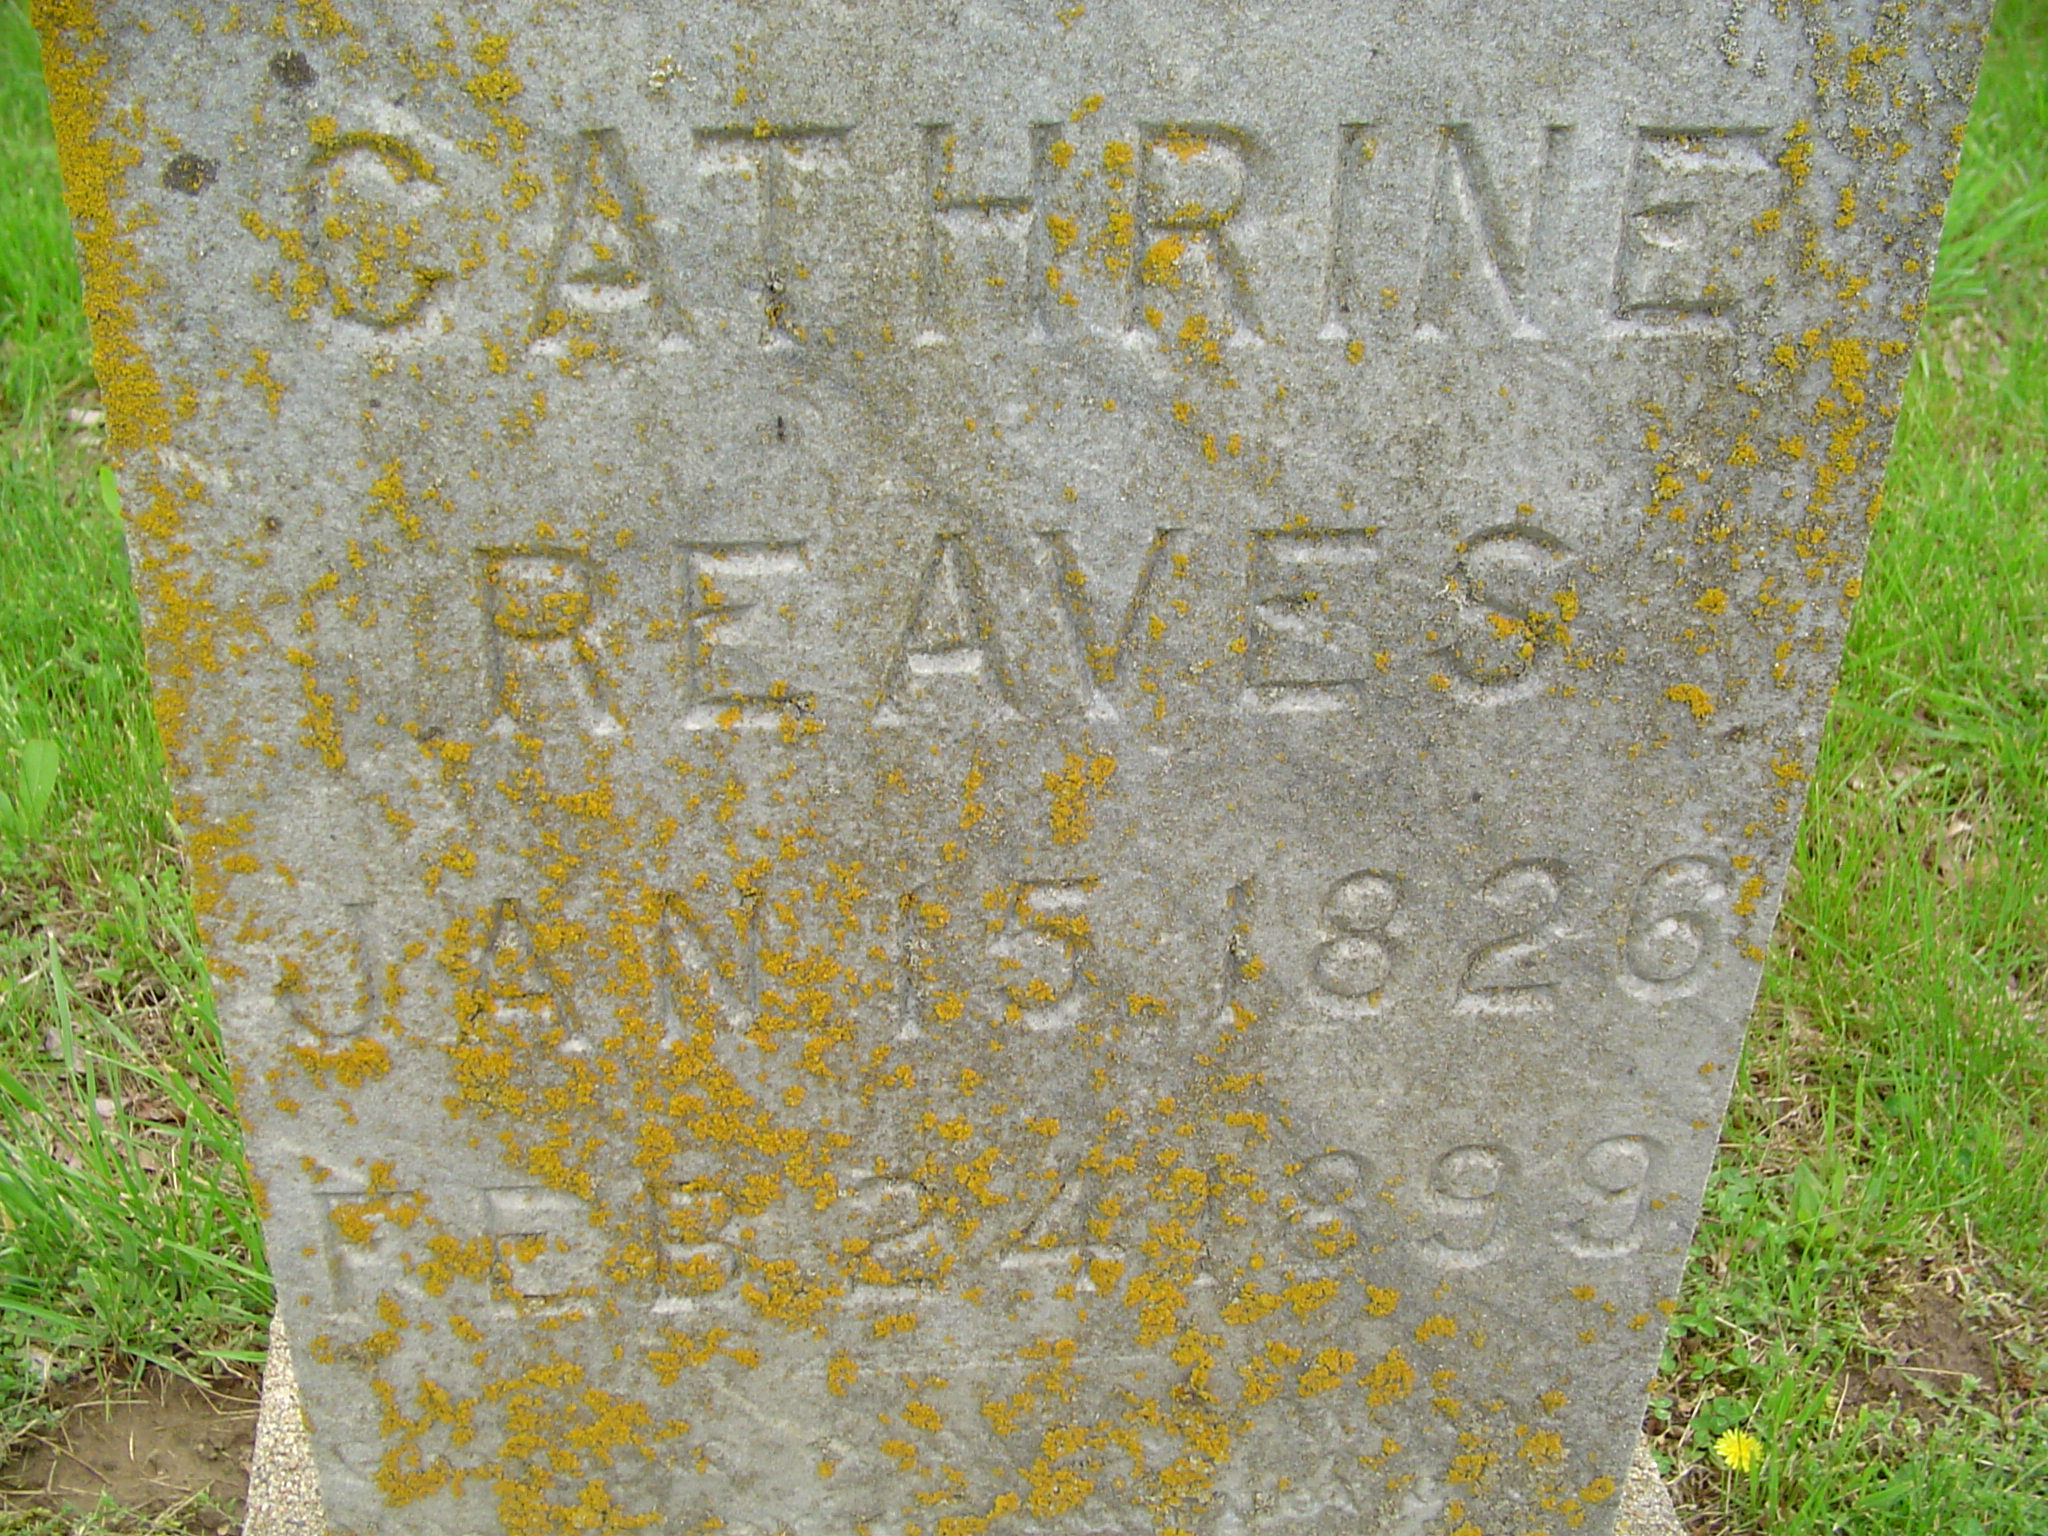 CATHRINE
REAVES
JAN 15 1826
FEB 24 1899